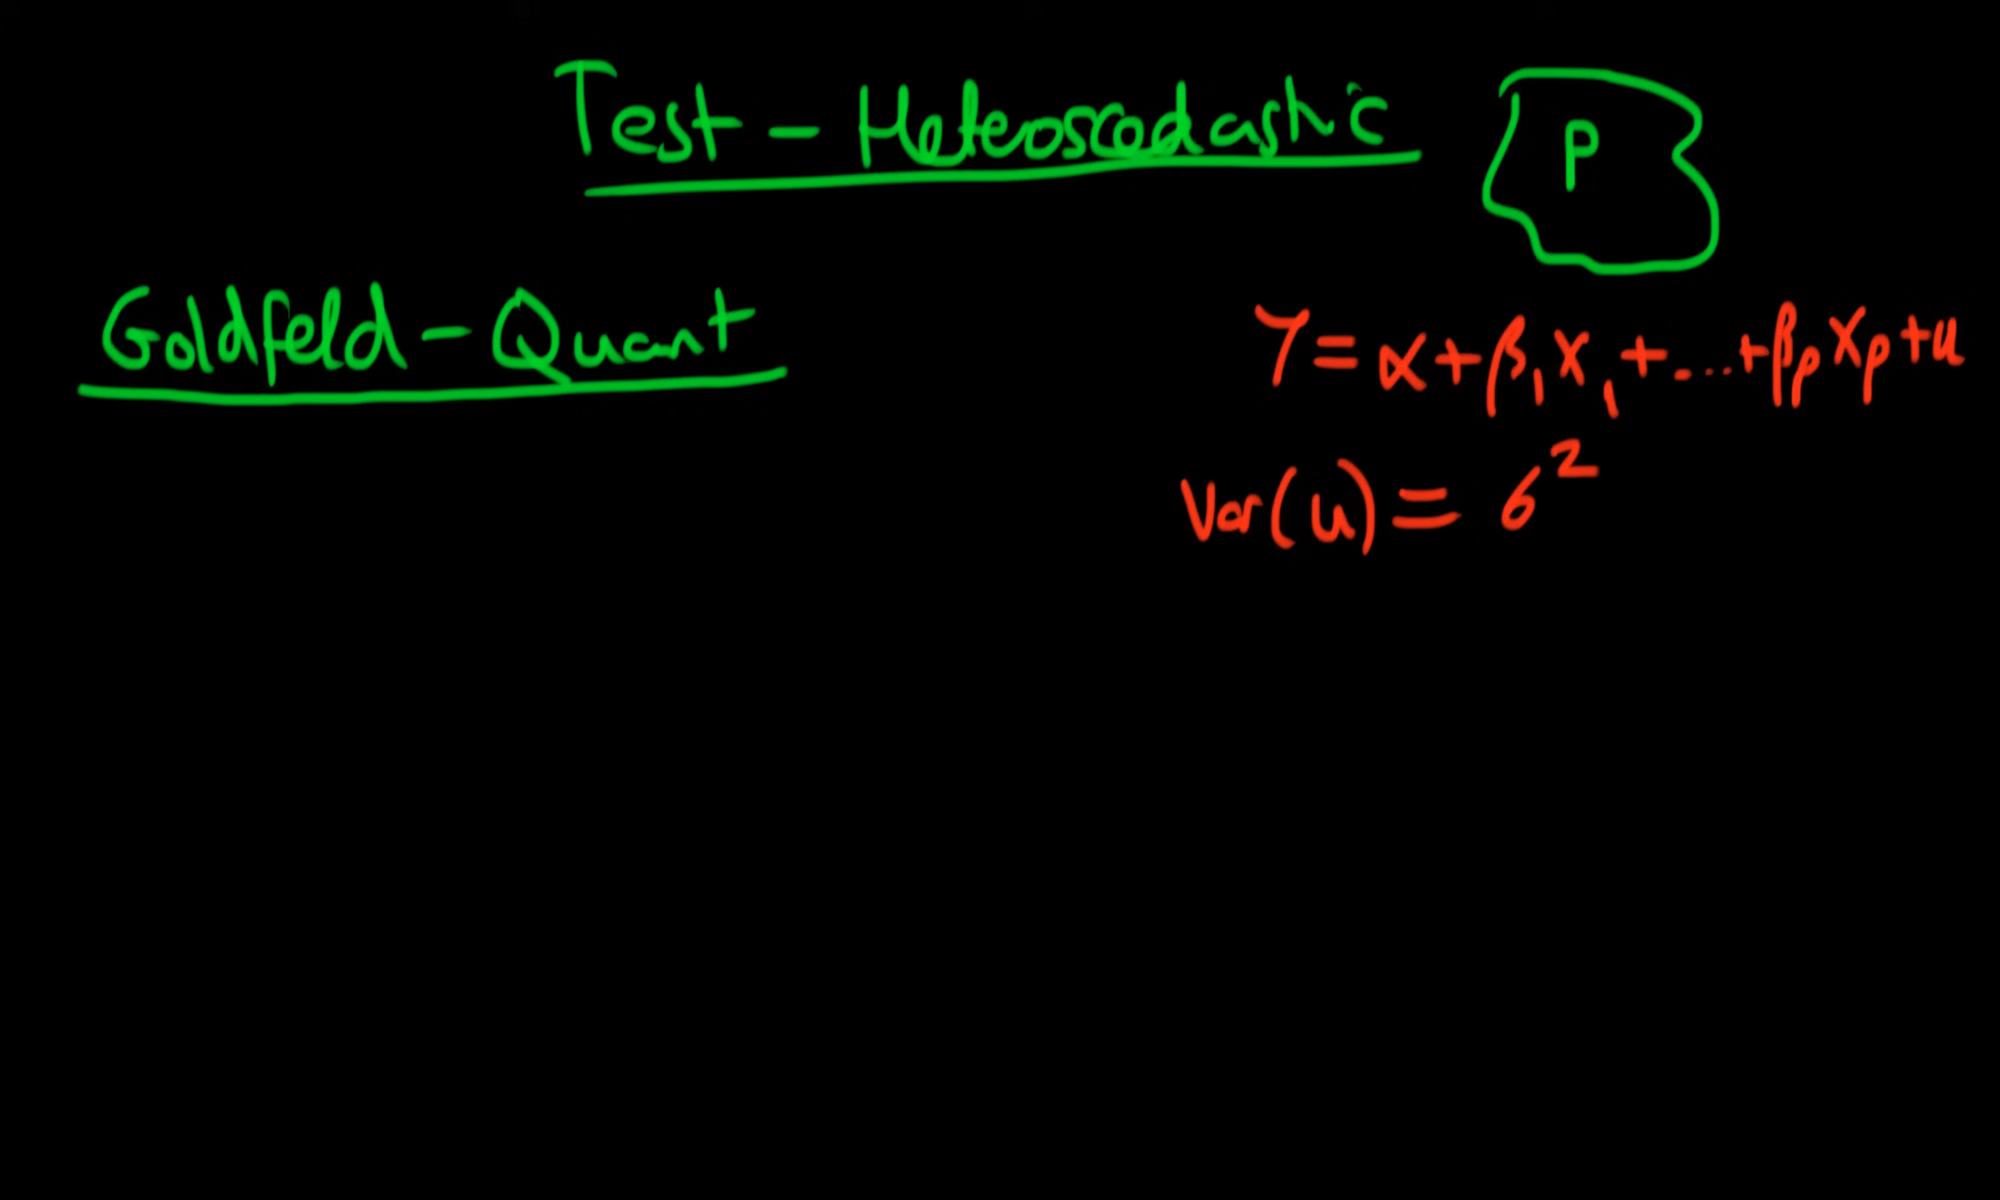 Test - Heteroscedastic
P
Goldfeld - Quant
Y = α + β₁X₁ + ... + βₚXₚ + u
Var(u) = σ²